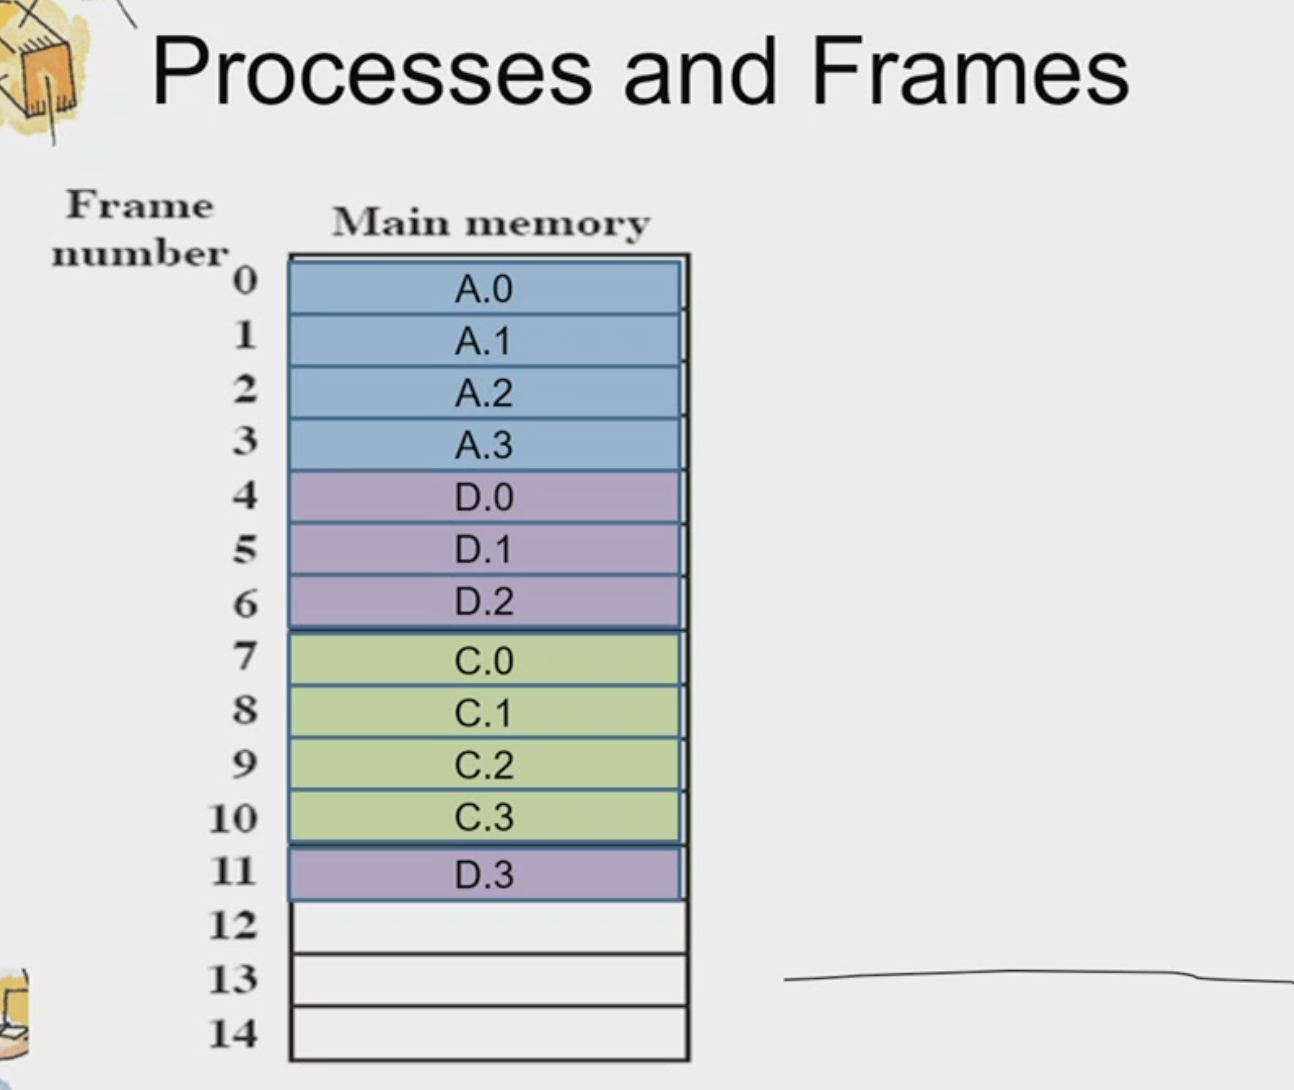 Processes and Frames
Frame
number
Main memory
0 A.0
1 A.1
2 A.2
3 A.3
4 D.0
5 D.1
6 D.2
7 C.0
8 C.1
9 C.2
10 C.3
11 D.3
12
13
14